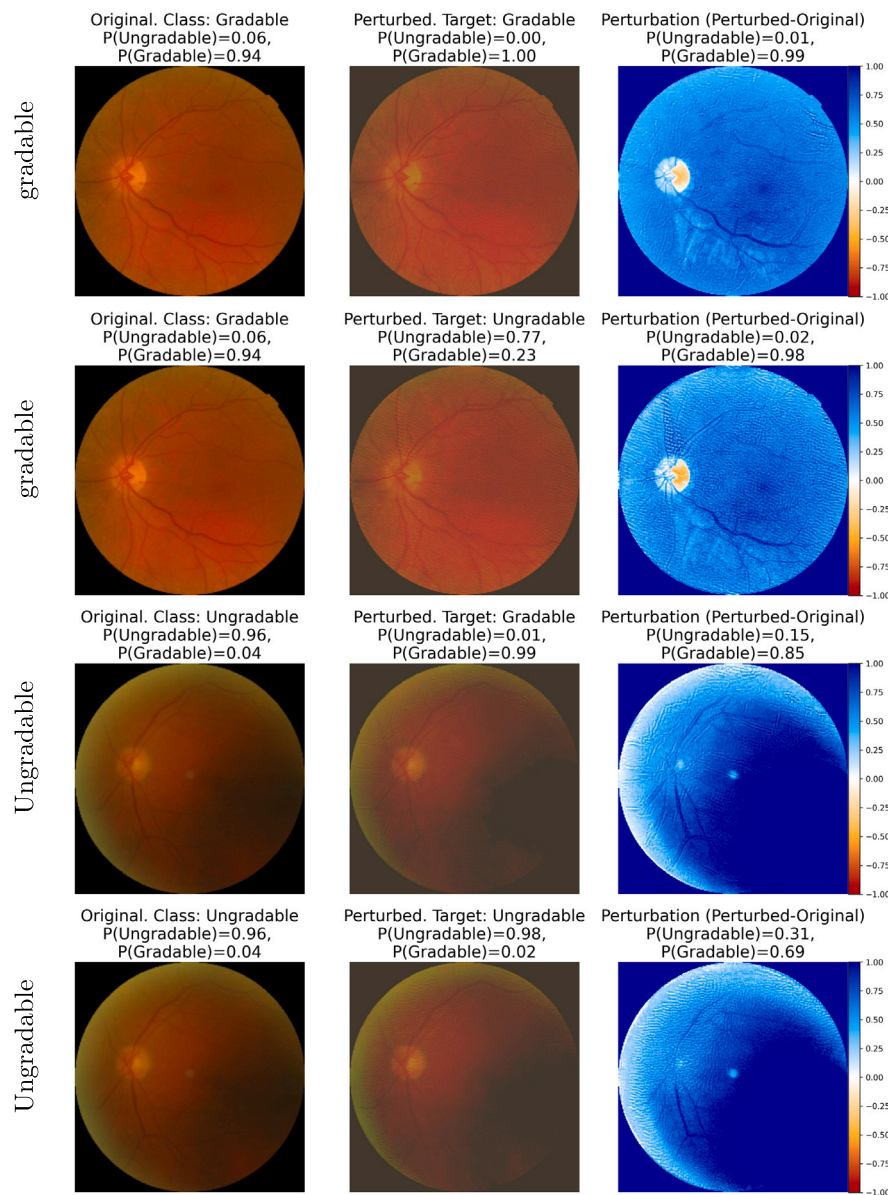 Original. Class: Gradable
P(Ungradable)=0.06,
P(Gradable)=0.94
Perturbed. Target: Gradable
P(Ungradable)=0.00,
P(Gradable)=1.00
Perturbation (Perturbed-Original)
P(Ungradable)=0.01,
P(Gradable)=0.99
gradable
1.00
0.75
0.50
0.25
0.00
−0.25
−0.50
−0.75
−1.00
Original. Class: Gradable
P(Ungradable)=0.06,
P(Gradable)=0.94
Perturbed. Target: Ungradable
P(Ungradable)=0.77,
P(Gradable)=0.23
Perturbation (Perturbed-Original)
P(Ungradable)=0.02,
P(Gradable)=0.98
gradable
1.00
0.75
0.50
0.25
0.00
−0.25
−0.50
−0.75
−1.00
Original. Class: Ungradable
P(Ungradable)=0.96,
P(Gradable)=0.04
Perturbed. Target: Gradable
P(Ungradable)=0.01,
P(Gradable)=0.99
Perturbation (Perturbed-Original)
P(Ungradable)=0.15,
P(Gradable)=0.85
Ungradable
1.00
0.75
0.50
0.25
0.00
−0.25
−0.50
−0.75
−1.00
Original. Class: Ungradable
P(Ungradable)=0.96,
P(Gradable)=0.04
Perturbed. Target: Ungradable
P(Ungradable)=0.98,
P(Gradable)=0.02
Perturbation (Perturbed-Original)
P(Ungradable)=0.31,
P(Gradable)=0.69
Ungradable
1.00
0.75
0.50
0.25
0.00
−0.25
−0.50
−0.75
−1.00